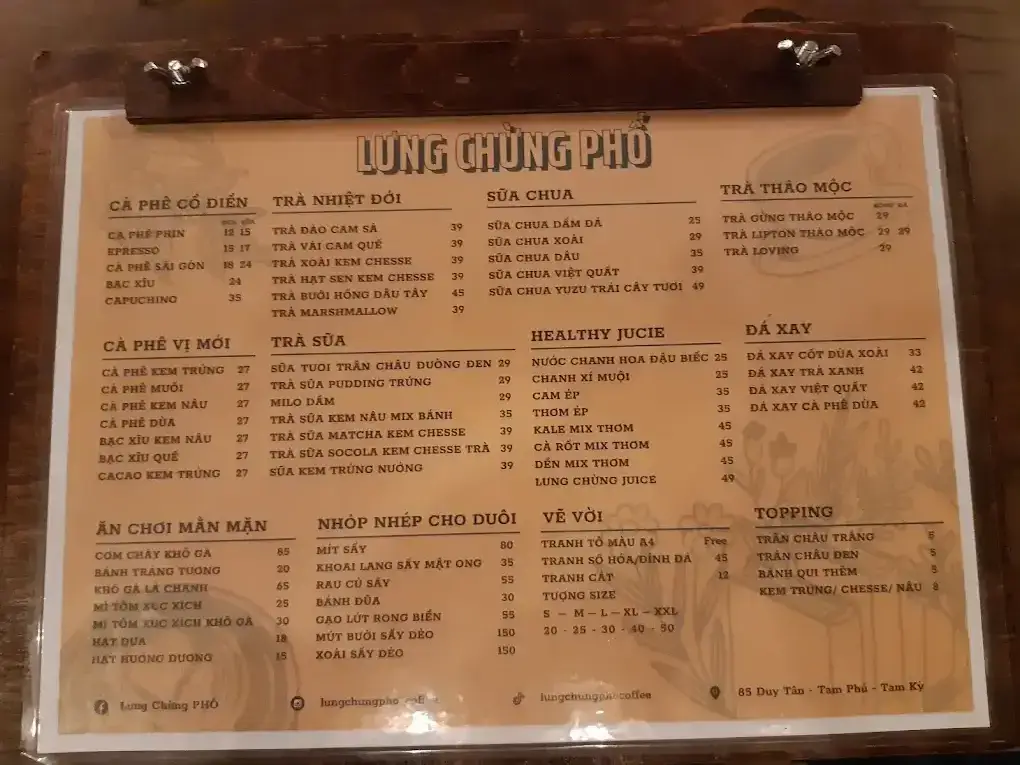 LƯNG CHỪNG PHỐ
CÀ PHÊ CỔ ĐIỂN
ĐEN SỮA
CÀ PHÊ PHIN 12 15
EPRESSO 15 17
CÀ PHÊ SÀI GÒN 18 24
BẠC XỈU 24
CAPUCHINO 35
TRÀ NHIỆT ĐỚI
TRÀ ĐÀO CAM SẢ 39
TRÀ VẢI CAM QUẾ 39
TRÀ XOÀI KEM CHESSE 39
TRÀ HẠT SEN KEM CHESSE 39
TRÀ BƯỞI HỒNG DÂU TÂY 45
TRÀ MARSHMALLOW 39
SỮA CHUA
SỮA CHUA DẦM ĐÁ 25
SỮA CHUA XOÀI 29
SỮA CHUA DÂU 35
SỮA CHUA VIỆT QUẤT 39
SỮA CHUA YUZU TRÁI CÂY TƯƠI 49
TRÀ THẢO MỘC
NÓNG ĐÁ
TRÀ GỪNG THẢO MỘC 29
TRÀ LIPTON THẢO MỘC 29 29
TRÀ LOVING 29
CÀ PHÊ VỊ MỚI
CÀ PHÊ KEM TRỨNG 27
CÀ PHÊ MUỐI 27
CÀ PHÊ KEM NÂU 27
CÀ PHÊ DỪA 27
BẠC XỈU KEM NÂU 27
BẠC XỈU QUẾ 27
CACAO KEM TRỨNG 27
TRÀ SỮA
SỮA TƯƠI TRÂN CHÂU ĐƯỜNG ĐEN 29
TRÀ SỮA PUDDING TRỨNG 29
MILO DẦM 29
TRÀ SỮA KEM NÂU MIX BÁNH 35
TRÀ SỮA MATCHA KEM CHESSE 39
TRÀ SỮA SOCOLA KEM CHESSE TRÀ 39
SỮA KEM TRỨNG NƯỚNG 39
HEALTHY JUCIE
NƯỚC CHANH HOA ĐẬU BIẾC 25
CHANH XÍ MUỘI 25
CAM ÉP 35
THƠM ÉP 35
KALE MIX THƠM 45
CÀ RỐT MIX THƠM 45
DỀN MIX THƠM 45
LƯNG CHỪNG JUICE 49
ĐÁ XAY
ĐÁ XAY CỐT DỪA XOÀI 33
ĐÁ XAY TRÀ XANH 42
ĐÁ XAY VIỆT QUẤT 42
ĐÁ XAY CÀ PHÊ DỪA 42
ĂN CHƠI MẰN MẶN
CƠM CHÁY KHÔ GÀ 85
BÁNH TRÁNG TƯƠNG 20
KHÔ GÀ LÁ CHANH 65
MÌ TÔM XÚC XÍCH 25
MÌ TÔM XÚC XÍCH KHÔ GÀ 30
HẠT DƯA 18
HẠT HƯỚNG DƯƠNG 15
NHÓP NHÉP CHO DUÔI
MÍT SẤY 80
KHOAI LANG SẤY MẬT ONG 35
RAU CỦ SẤY 55
BÁNH ĐŨA 30
GẠO LỨT RONG BIỂN 55
MỨT BƯỞI SẤY DẺO 150
XOÀI SẤY DẺO 150
VẼ VỜI
TRANH TÔ MÀU A4 Free
TRANH SỐ HÓA/ĐÍNH ĐÁ 45
TRANH CÁT 12
TƯỢNG SIZE
S – M – L – XL – XXL
20 - 25 - 30 - 40 - 50
TOPPING
TRÂN CHÂU TRẮNG 5
TRÂN CHÂU ĐEN 5
BÁNH QUI THÊM 5
KEM TRỨNG/ CHESSE/ NÂU 8
Lưng Chừng PHỐ
lungchungpho_coffee
lungchungphocoffee
85 Duy Tân - Tam Phú - Tam Kỳ